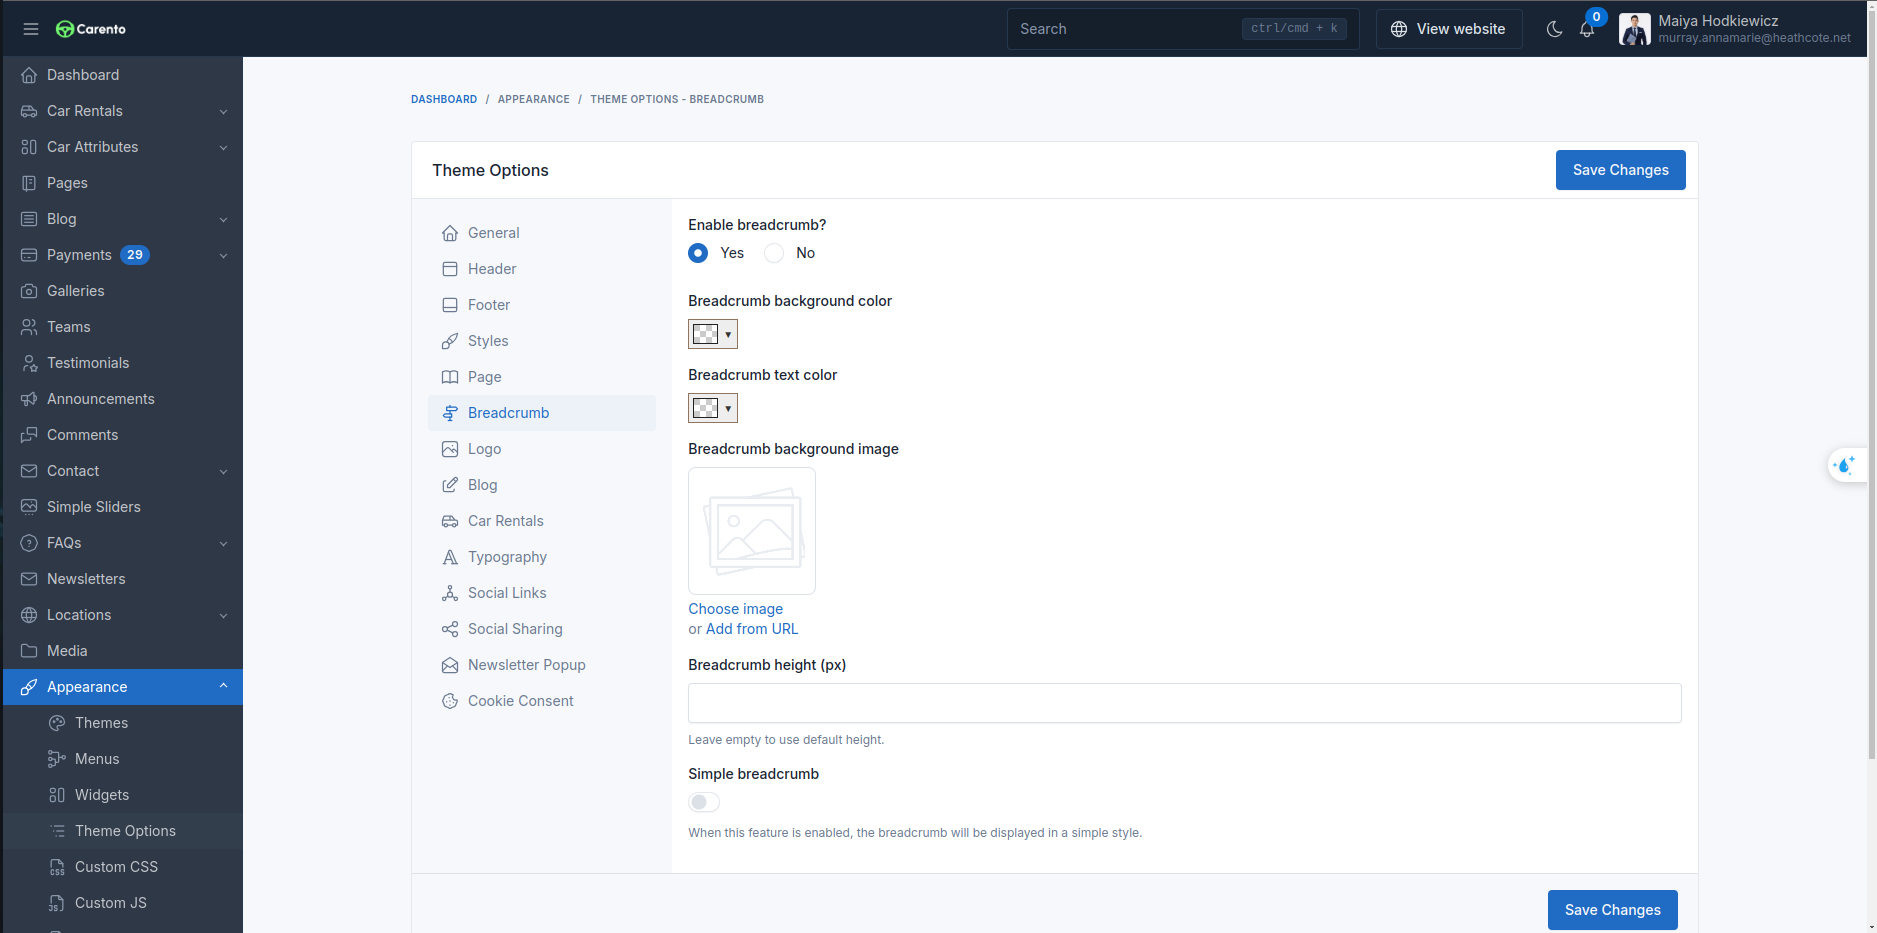 Carento
Search ctrl/cmd + k
View website
0
Maiya Hodkiewicz
murray.annamarie@heathcote.net
Dashboard
Car Rentals
Car Attributes
Pages
Blog
Payments 29
Galleries
Teams
Testimonials
Announcements
Comments
Contact
Simple Sliders
FAQs
Newsletters
Locations
Media
Appearance
Themes
Menus
Widgets
Theme Options
Custom CSS
Custom JS
DASHBOARD / APPEARANCE / THEME OPTIONS - BREADCRUMB
Theme Options
Save Changes
General
Header
Footer
Styles
Page
Breadcrumb
Logo
Blog
Car Rentals
Typography
Social Links
Social Sharing
Newsletter Popup
Cookie Consent
Enable breadcrumb?
Yes No
Breadcrumb background color
Breadcrumb text color
Breadcrumb background image
Choose image
or Add from URL
Breadcrumb height (px)
Leave empty to use default height.
Simple breadcrumb
When this feature is enabled, the breadcrumb will be displayed in a simple style.
Save Changes